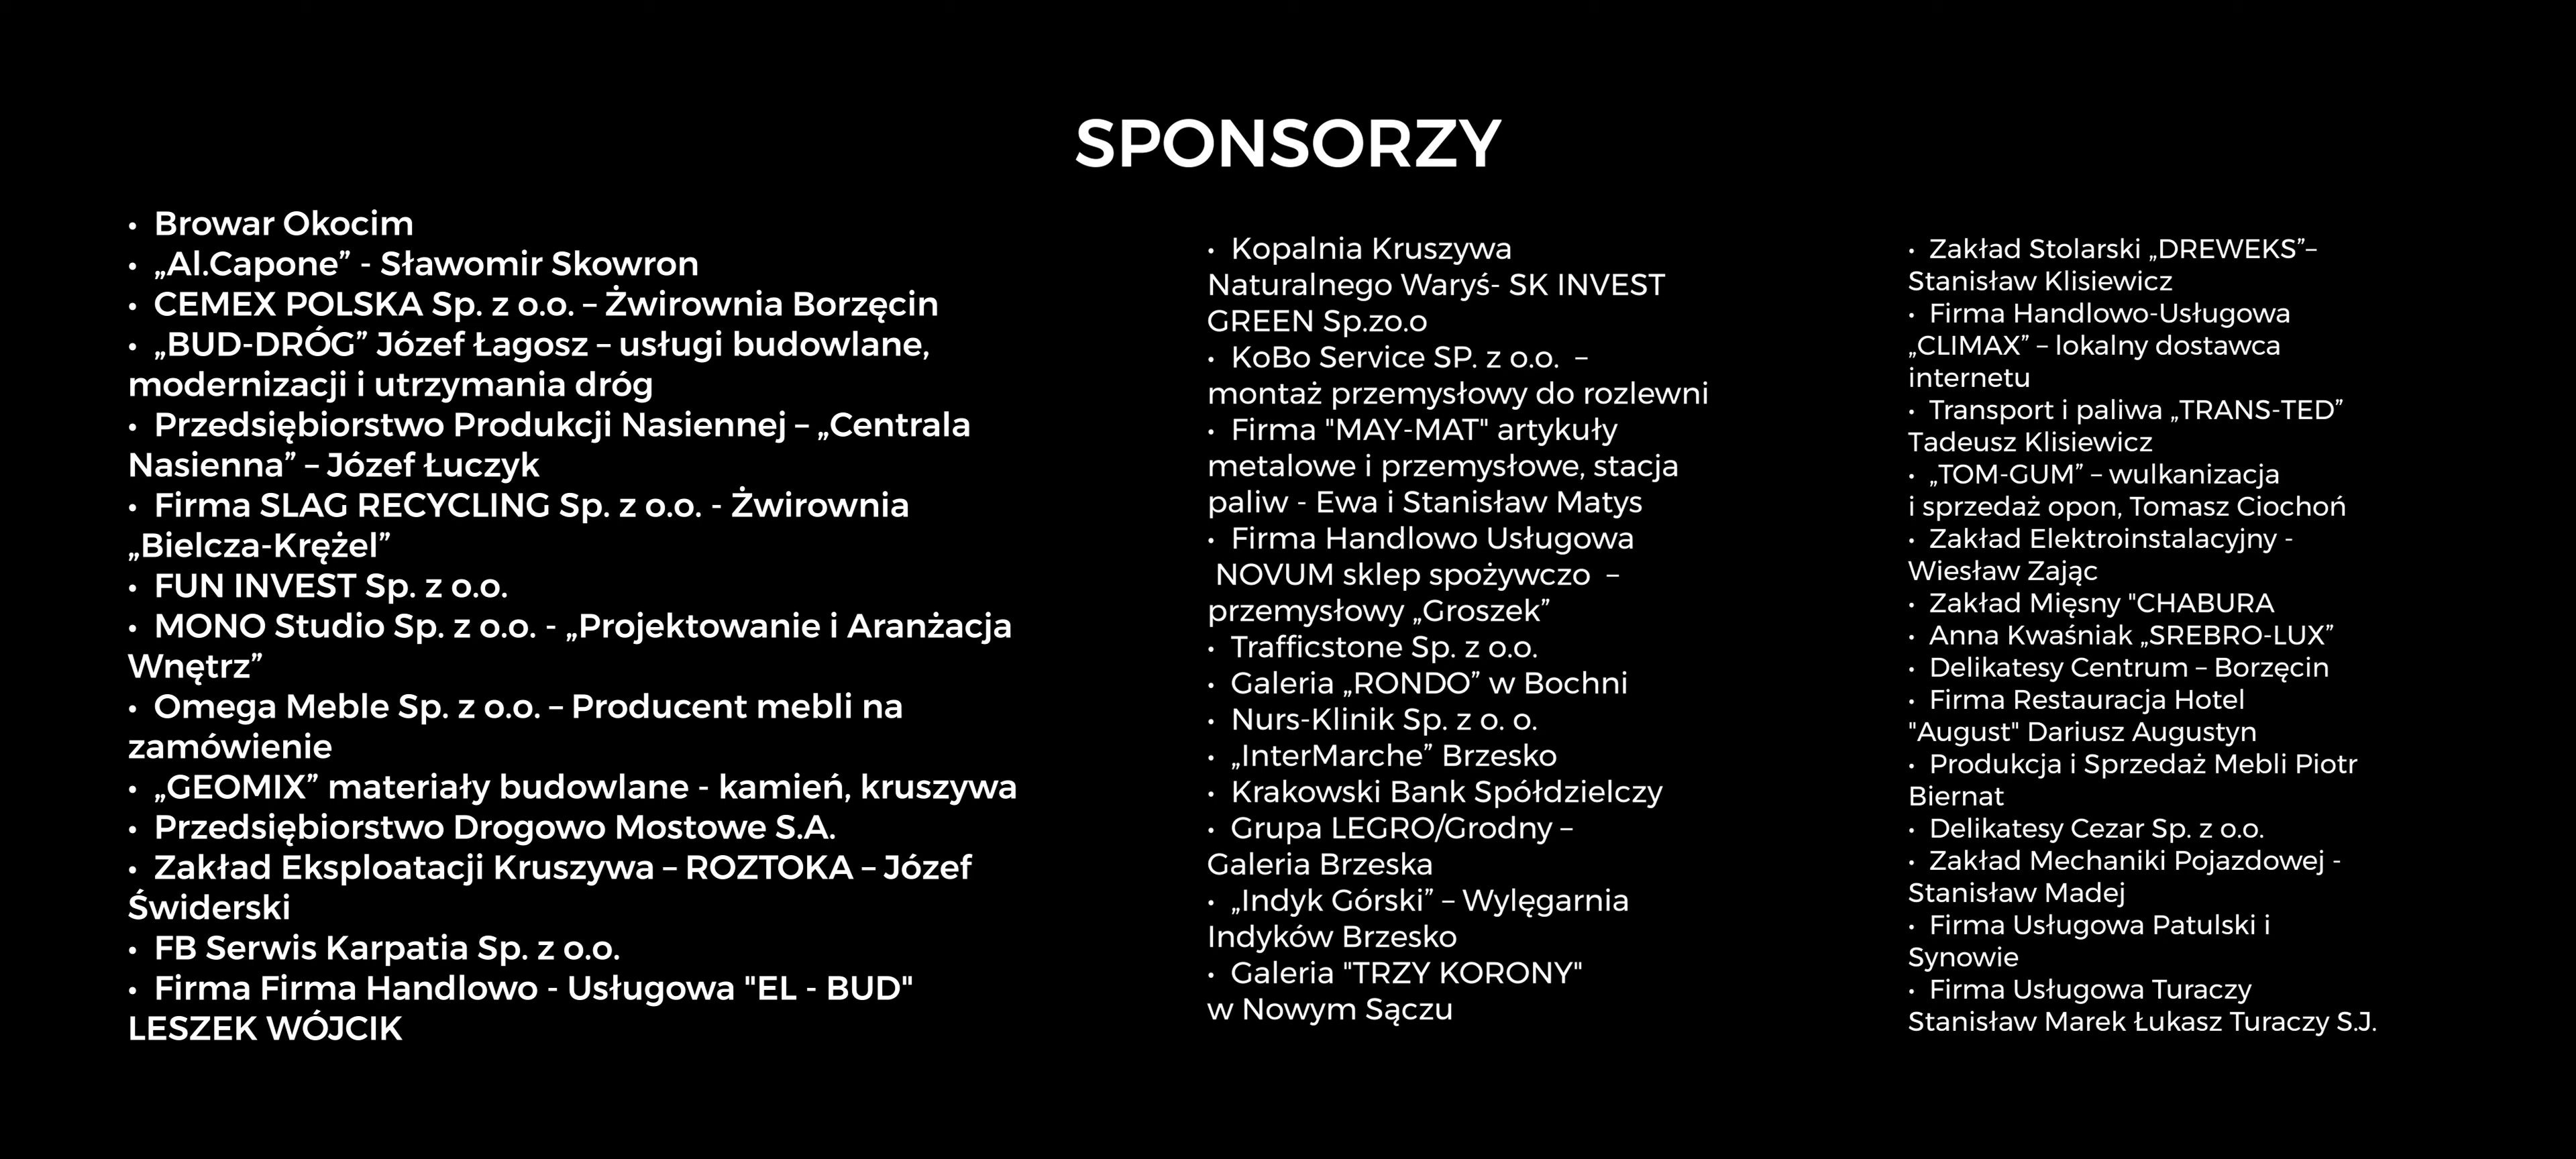 SPONSORZY
• Browar Okocim
• „Al.Capone” - Sławomir Skowron
• CEMEX POLSKA Sp. z o.o. – Żwirownia Borzęcin
• „BUD-DRÓG” Józef Łagosz – usługi budowlane,
modernizacji i utrzymania dróg
• Przedsiębiorstwo Produkcji Nasiennej – „Centrala
Nasienna” – Józef Łuczyk
• Firma SLAG RECYCLING Sp. z o.o. - Żwirownia
„Bielcza-Krężel”
• FUN INVEST Sp. z o.o.
• MONO Studio Sp. z o.o. - „Projektowanie i Aranżacja
Wnętrz”
• Omega Meble Sp. z o.o. – Producent mebli na
zamówienie
• „GEOMIX” materiały budowlane - kamień, kruszywa
• Przedsiębiorstwo Drogowo Mostowe S.A.
• Zakład Eksploatacji Kruszywa – ROZTOKA – Józef
Świderski
• FB Serwis Karpatia Sp. z o.o.
• Firma Firma Handlowo - Usługowa "EL - BUD"
LESZEK WÓJCIK
• Kopalnia Kruszywa
Naturalnego Waryś- SK INVEST
GREEN Sp.zo.o
• KoBo Service SP. z o.o. –
montaż przemysłowy do rozlewni
• Firma "MAY-MAT" artykuły
metalowe i przemysłowe, stacja
paliw - Ewa i Stanisław Matys
• Firma Handlowo Usługowa
NOVUM sklep spożywczo –
przemysłowy „Groszek”
• Trafficstone Sp. z o.o.
• Galeria „RONDO” w Bochni
• Nurs-Klinik Sp. z o. o.
• „InterMarche” Brzesko
• Krakowski Bank Spółdzielczy
• Grupa LEGRO/Grodny –
Galeria Brzeska
• „Indyk Górski” – Wylęgarnia
Indyków Brzesko
• Galeria "TRZY KORONY"
w Nowym Sączu
• Zakład Stolarski „DREWEKS”–
Stanisław Klisiewicz
• Firma Handlowo-Usługowa
„CLIMAX” – lokalny dostawca
internetu
• Transport i paliwa „TRANS-TED”
Tadeusz Klisiewicz
• „TOM-GUM” – wulkanizacja
i sprzedaż opon, Tomasz Ciochoń
• Zakład Elektroinstalacyjny -
Wiesław Zając
• Zakład Mięsny "CHABURA
• Anna Kwaśniak „SREBRO-LUX”
• Delikatesy Centrum – Borzęcin
• Firma Restauracja Hotel
"August" Dariusz Augustyn
• Produkcja i Sprzedaż Mebli Piotr
Biernat
• Delikatesy Cezar Sp. z o.o.
• Zakład Mechaniki Pojazdowej -
Stanisław Madej
• Firma Usługowa Patulski i
Synowie
• Firma Usługowa Turaczy
Stanisław Marek Łukasz Turaczy S.J.